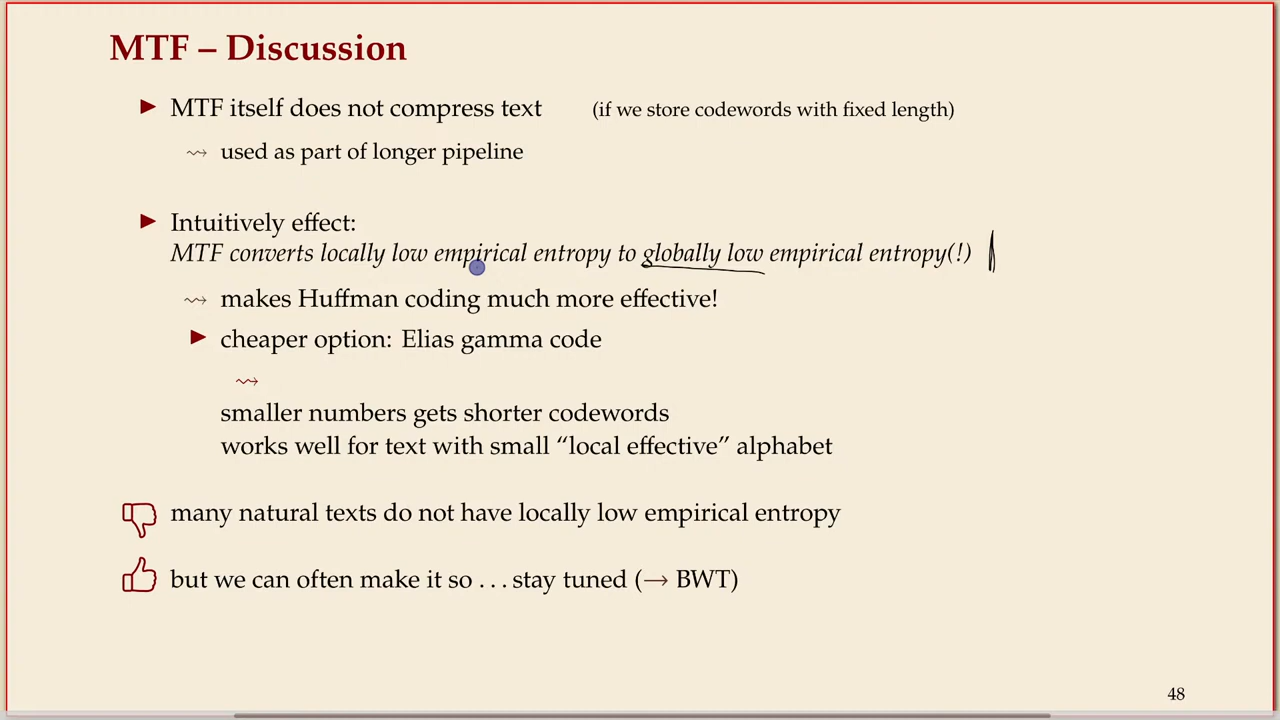 MTF – Discussion
▶ MTF itself does not compress text (if we store codewords with fixed length)
⇝ used as part of longer pipeline
▶ Intuitively effect:
MTF converts locally low empirical entropy to globally low empirical entropy(!)
⇝ makes Huffman coding much more effective!
▶ cheaper option: Elias gamma code
⇝
smaller numbers gets shorter codewords
works well for text with small “local effective” alphabet
many natural texts do not have locally low empirical entropy
but we can often make it so . . . stay tuned (→ BWT)
48